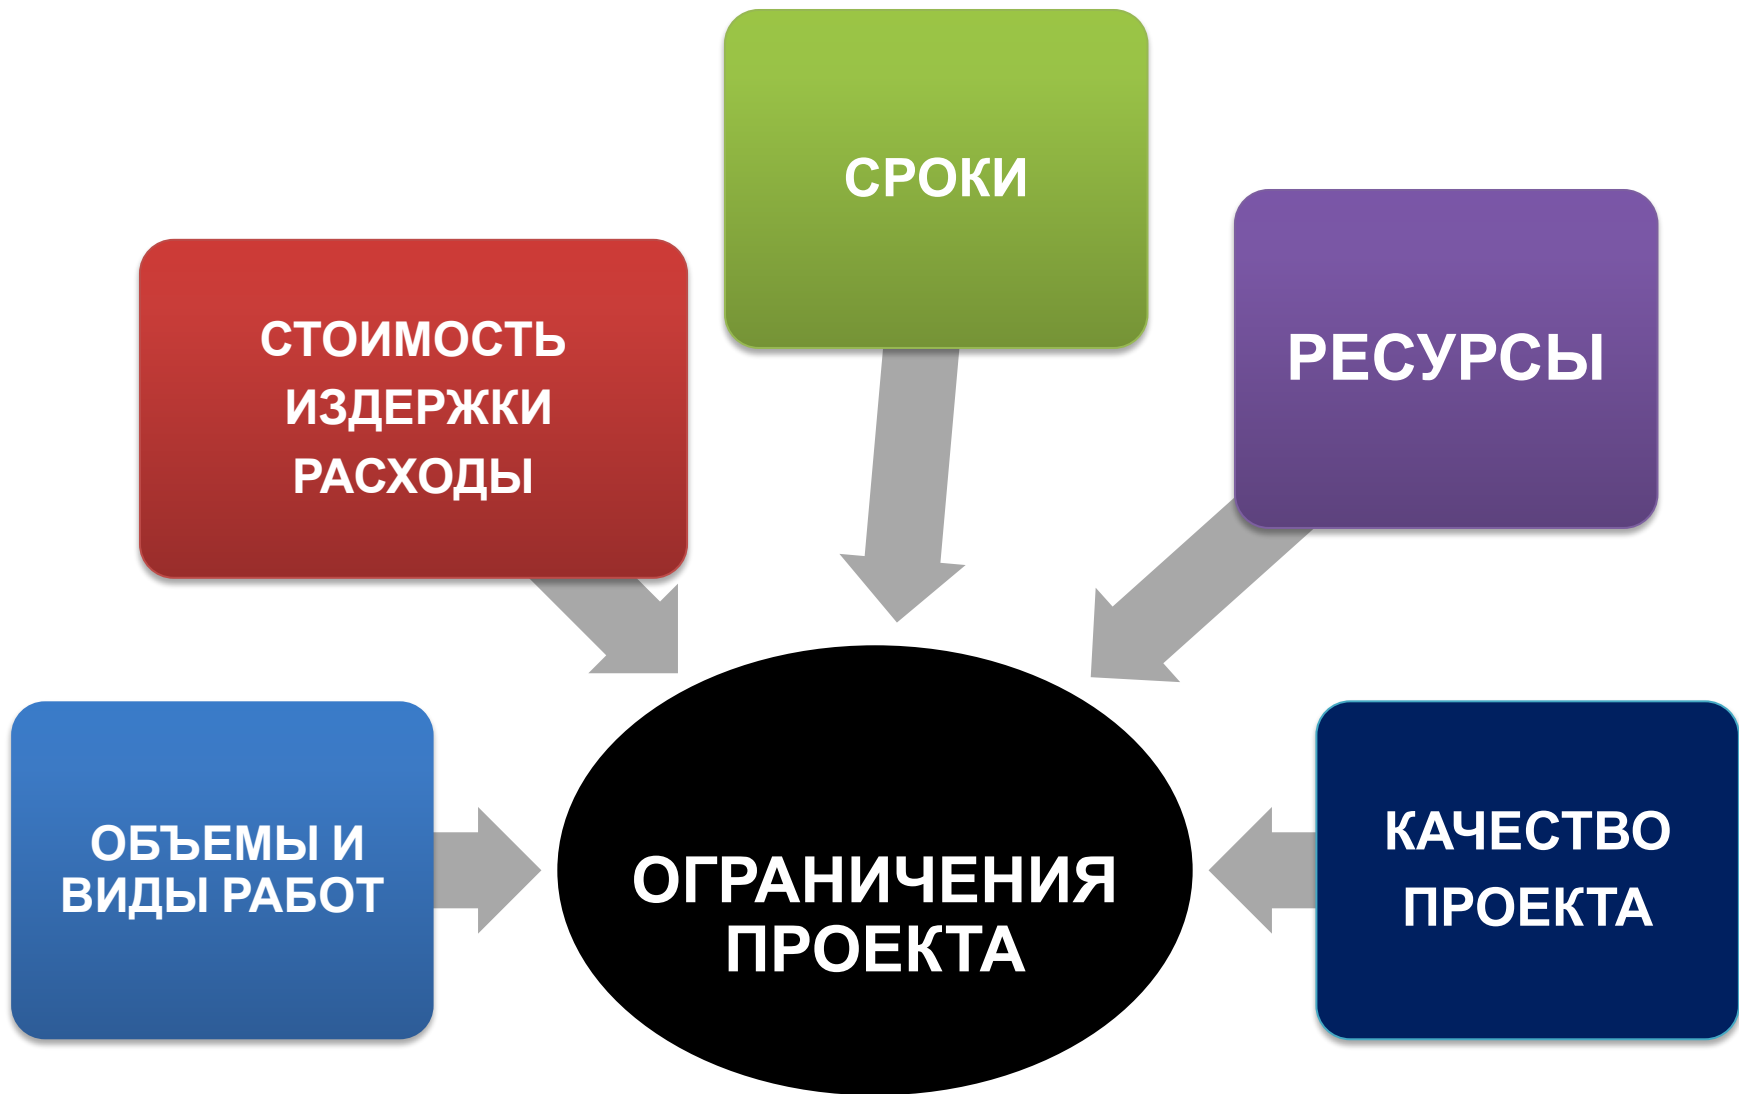 СРОКИ
СТОИМОСТЬ
ИЗДЕРЖКИ
РАСХОДЫ
РЕСУРСЫ
ОБЪЕМЫ И
ВИДЫ РАБОТ
ОГРАНИЧЕНИЯ
ПРОЕКТА
КАЧЕСТВО
ПРОЕКТА